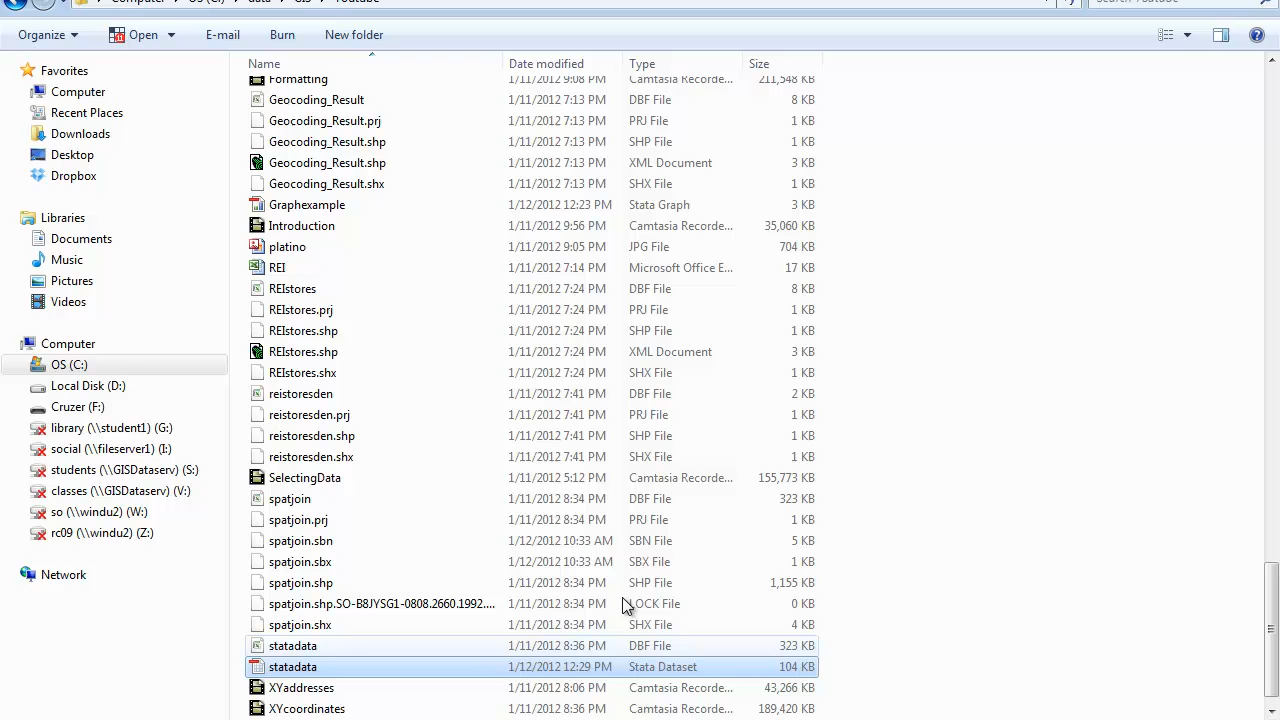 Computer OS (C:) data GIS Youtube Search Youtube
Organize Open E-mail Burn New folder
Name Date modified Type Size
Favorites
Computer
Recent Places
Downloads
Desktop
Dropbox
Libraries
Documents
Music
Pictures
Videos
Computer
OS (C:)
Local Disk (D:)
Cruzer (F:)
library (\\student1) (G:)
social (\\fileserver1) (I:)
students (\\GISDataserv) (S:)
classes (\\GISDataserv) (V:)
so (\\windu2) (W:)
rc09 (\\windu2) (Z:)
Network
Formatting 1/11/2012 9:08 PM Camtasia Recorde... 211,548 KB
Geocoding_Result 1/11/2012 7:13 PM DBF File 8 KB
Geocoding_Result.prj 1/11/2012 7:13 PM PRJ File 1 KB
Geocoding_Result.shp 1/11/2012 7:13 PM SHP File 1 KB
Geocoding_Result.shp 1/11/2012 7:13 PM XML Document 3 KB
Geocoding_Result.shx 1/11/2012 7:13 PM SHX File 1 KB
Graphexample 1/12/2012 12:23 PM Stata Graph 3 KB
Introduction 1/11/2012 9:56 PM Camtasia Recorde... 35,060 KB
platino 1/11/2012 9:05 PM JPG File 704 KB
REI 1/11/2012 7:14 PM Microsoft Office E... 17 KB
REIstores 1/11/2012 7:24 PM DBF File 8 KB
REIstores.prj 1/11/2012 7:24 PM PRJ File 1 KB
REIstores.shp 1/11/2012 7:24 PM SHP File 1 KB
REIstores.shp 1/11/2012 7:24 PM XML Document 3 KB
REIstores.shx 1/11/2012 7:24 PM SHX File 1 KB
reistoresden 1/11/2012 7:41 PM DBF File 2 KB
reistoresden.prj 1/11/2012 7:41 PM PRJ File 1 KB
reistoresden.shp 1/11/2012 7:41 PM SHP File 1 KB
reistoresden.shx 1/11/2012 7:41 PM SHX File 1 KB
SelectingData 1/11/2012 5:12 PM Camtasia Recorde... 155,773 KB
spatjoin 1/11/2012 8:34 PM DBF File 323 KB
spatjoin.prj 1/11/2012 8:34 PM PRJ File 1 KB
spatjoin.sbn 1/12/2012 10:33 AM SBN File 5 KB
spatjoin.sbx 1/12/2012 10:33 AM SBX File 1 KB
spatjoin.shp 1/11/2012 8:34 PM SHP File 1,155 KB
spatjoin.shp.SO-B8JYSG1-0808.2660.1992.... 1/11/2012 8:34 PM LOCK File 0 KB
spatjoin.shx 1/11/2012 8:34 PM SHX File 4 KB
statadata 1/11/2012 8:36 PM DBF File 323 KB
statadata 1/12/2012 12:29 PM Stata Dataset 104 KB
XYaddresses 1/11/2012 8:06 PM Camtasia Recorde... 43,266 KB
XYcoordinates 1/11/2012 8:36 PM Camtasia Recorde... 189,420 KB